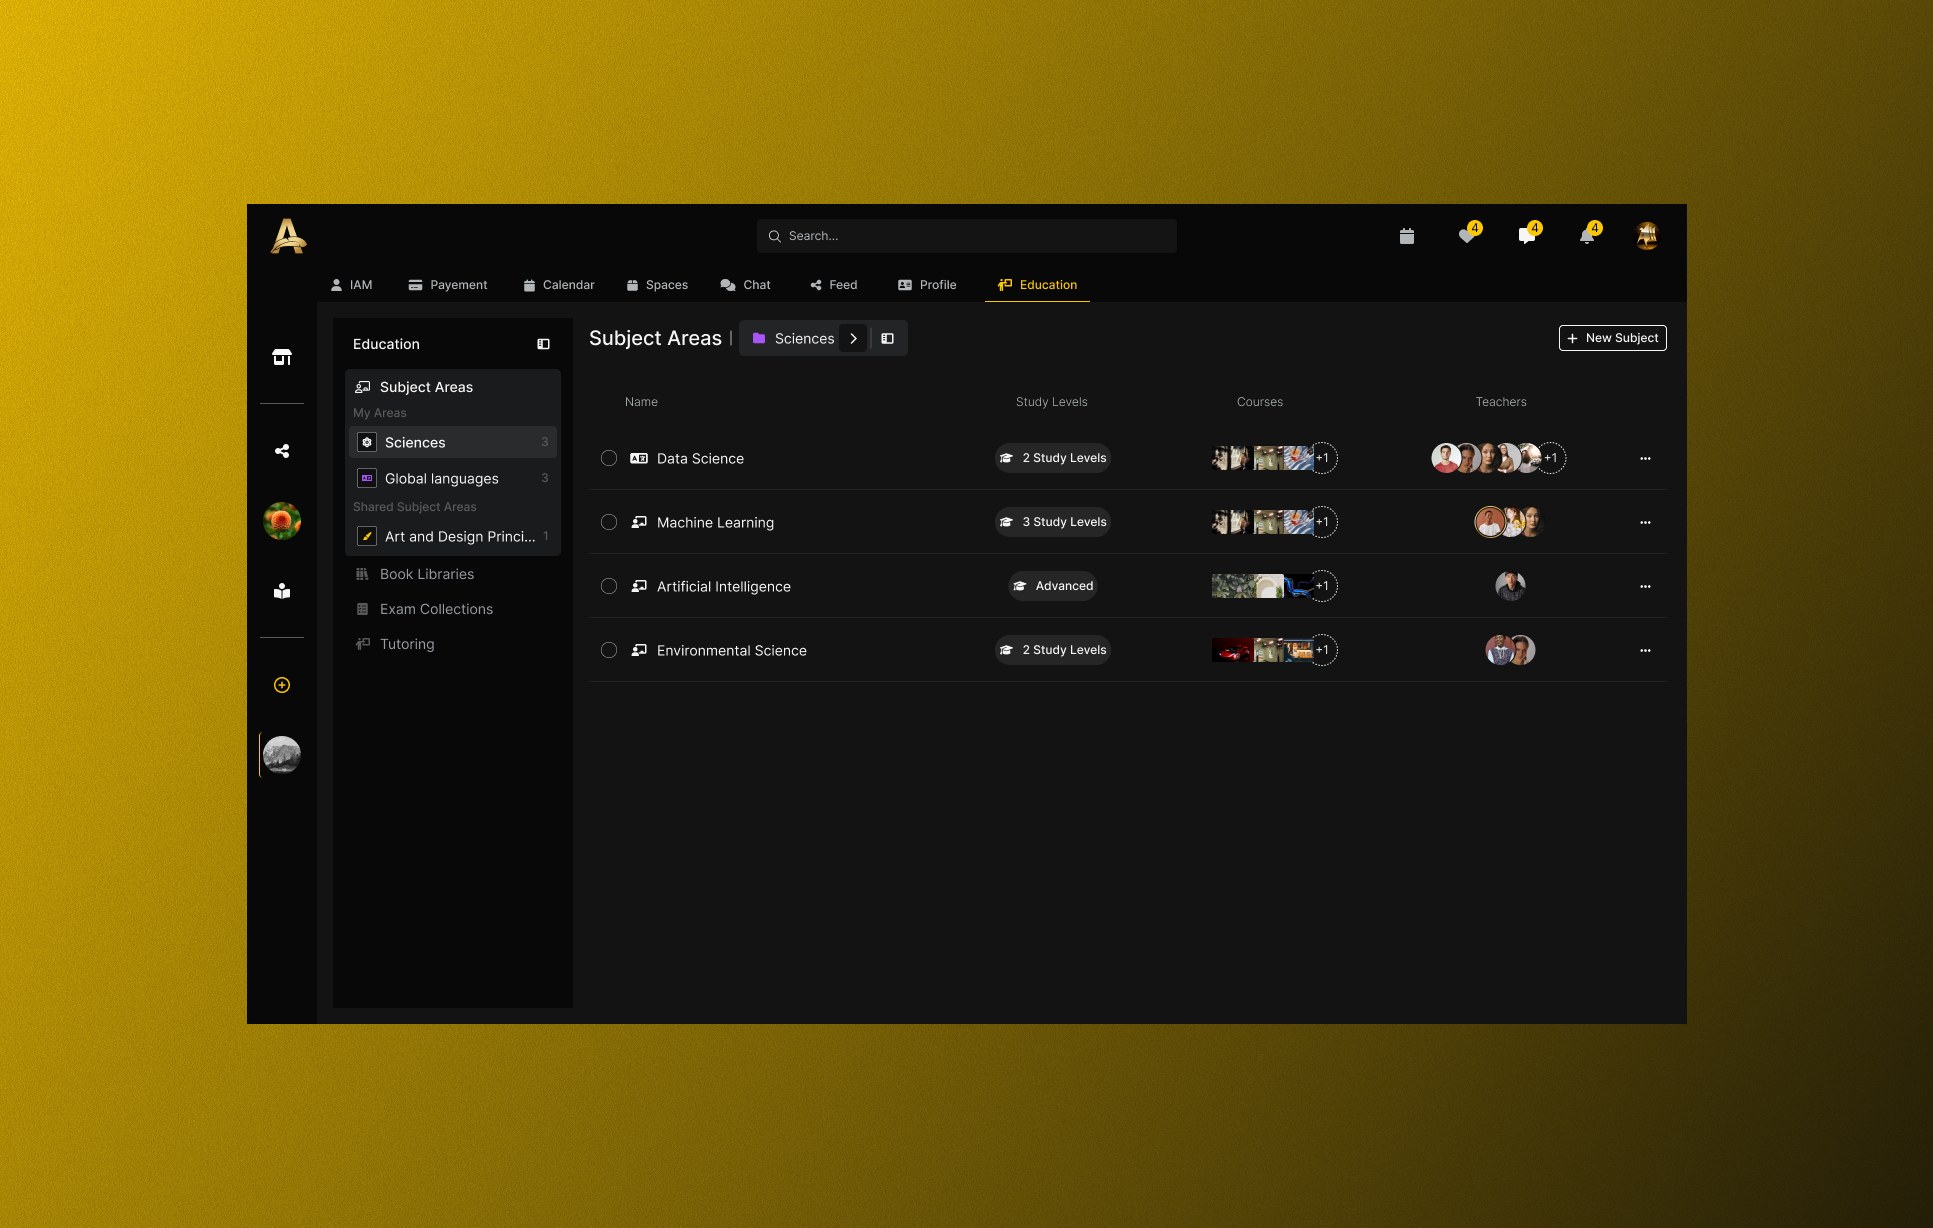 Search...
4
4
4
IAM Payement Calendar Spaces Chat Feed Profile Education
Education
Subject Areas
My Areas
Sciences 3
Global languages 3
Shared Subject Areas
Art and Design Princi... 1
Book Libraries
Exam Collections
Tutoring
Subject Areas | Sciences
+ New Subject
Name Study Levels Courses Teachers
Data Science 2 Study Levels +1 +1
Machine Learning 3 Study Levels +1
Artificial Intelligence Advanced +1
Environmental Science 2 Study Levels +1